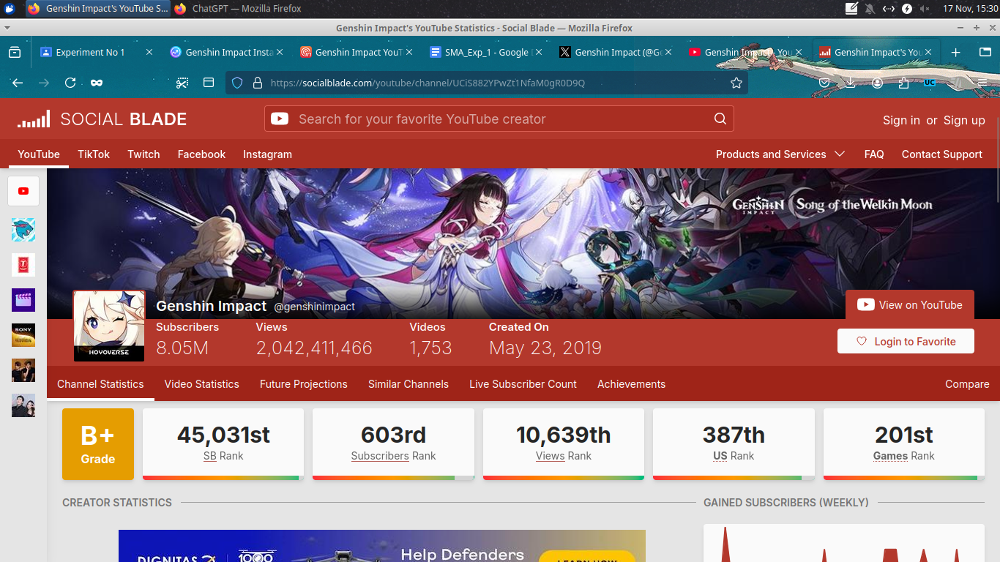 Genshin Impact's YouTube S...
ChatGPT — Mozilla Firefox
17 Nov, 15:30
Genshin Impact's YouTube Statistics - Social Blade — Mozilla Firefox
Experiment No 1
Genshin Impact Insta
Genshin Impact YouT
SMA_Exp_1 - Google
Genshin Impact (@Ge
Genshin Impact - You
Genshin Impact's You
https://socialblade.com/youtube/channel/UCiS882YPwZt1NfaM0gR0D9Q
UC
SOCIAL BLADE
Search for your favorite YouTube creator
Sign in or Sign up
YouTube TikTok Twitch Facebook Instagram
Products and Services FAQ Contact Support
GENSHIN IMPACT
Song of the Welkin Moon
SONY
HOYOVERSE
Genshin Impact @genshinimpact
View on YouTube
Subscribers Views Videos Created On
8.05M 2,042,411,466 1,753 May 23, 2019
Login to Favorite
Channel Statistics Video Statistics Future Projections Similar Channels Live Subscriber Count Achievements Compare
B+ Grade
45,031st
SB Rank
603rd
Subscribers Rank
10,639th
Views Rank
387th
US Rank
201st
Games Rank
CREATOR STATISTICS
GAINED SUBSCRIBERS (WEEKLY)
DIGNITAS
Help Defenders
LEARN NOW